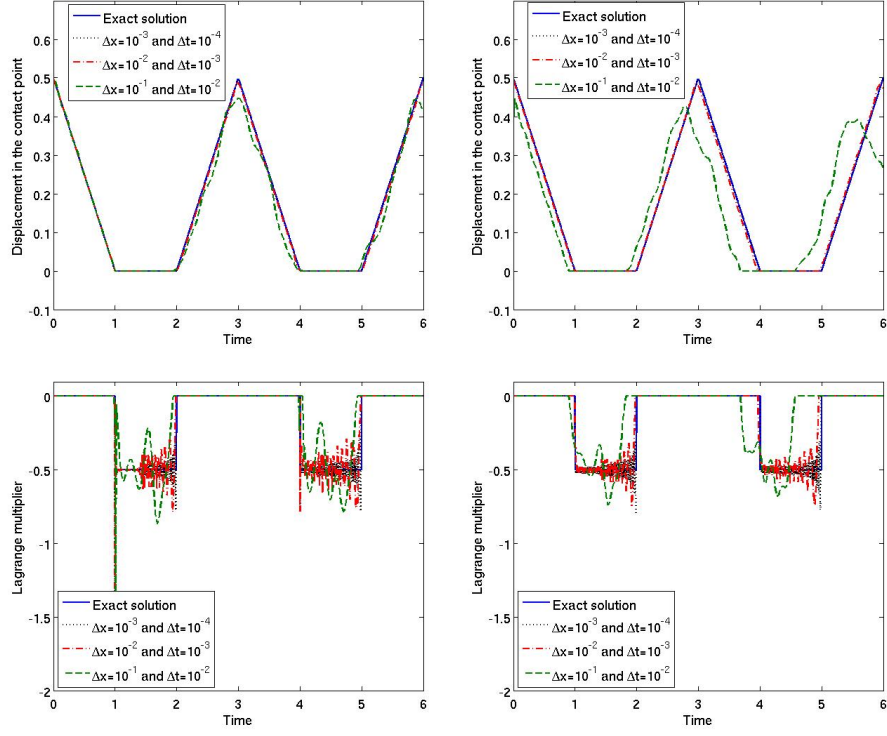 Exact solution
Δx=10⁻³ and Δt=10⁻⁴
Δx=10⁻² and Δt=10⁻³
Δx=10⁻¹ and Δt=10⁻²
0.6
0.5
0.4
0.3
0.2
0.1
0
-0.1
0 1 2 3 4 5 6
Displacement in the contact point
Time
Exact solution
Δx=10⁻³ and Δt=10⁻⁴
Δx=10⁻² and Δt=10⁻³
Δx=10⁻¹ and Δt=10⁻²
0.6
0.5
0.4
0.3
0.2
0.1
0
-0.1
0 1 2 3 4 5 6
Displacement in the contact point
Time
0
-0.5
-1
-1.5
-2
0 1 2 3 4 5 6
Lagrange multiplier
Time
Exact solution
Δx=10⁻³ and Δt=10⁻⁴
Δx=10⁻² and Δt=10⁻³
Δx=10⁻¹ and Δt=10⁻²
0
-0.5
-1
-1.5
-2
0 1 2 3 4 5 6
Lagrange multiplier
Time
Exact solution
Δx=10⁻³ and Δt=10⁻⁴
Δx=10⁻² and Δt=10⁻³
Δx=10⁻¹ and Δt=10⁻²